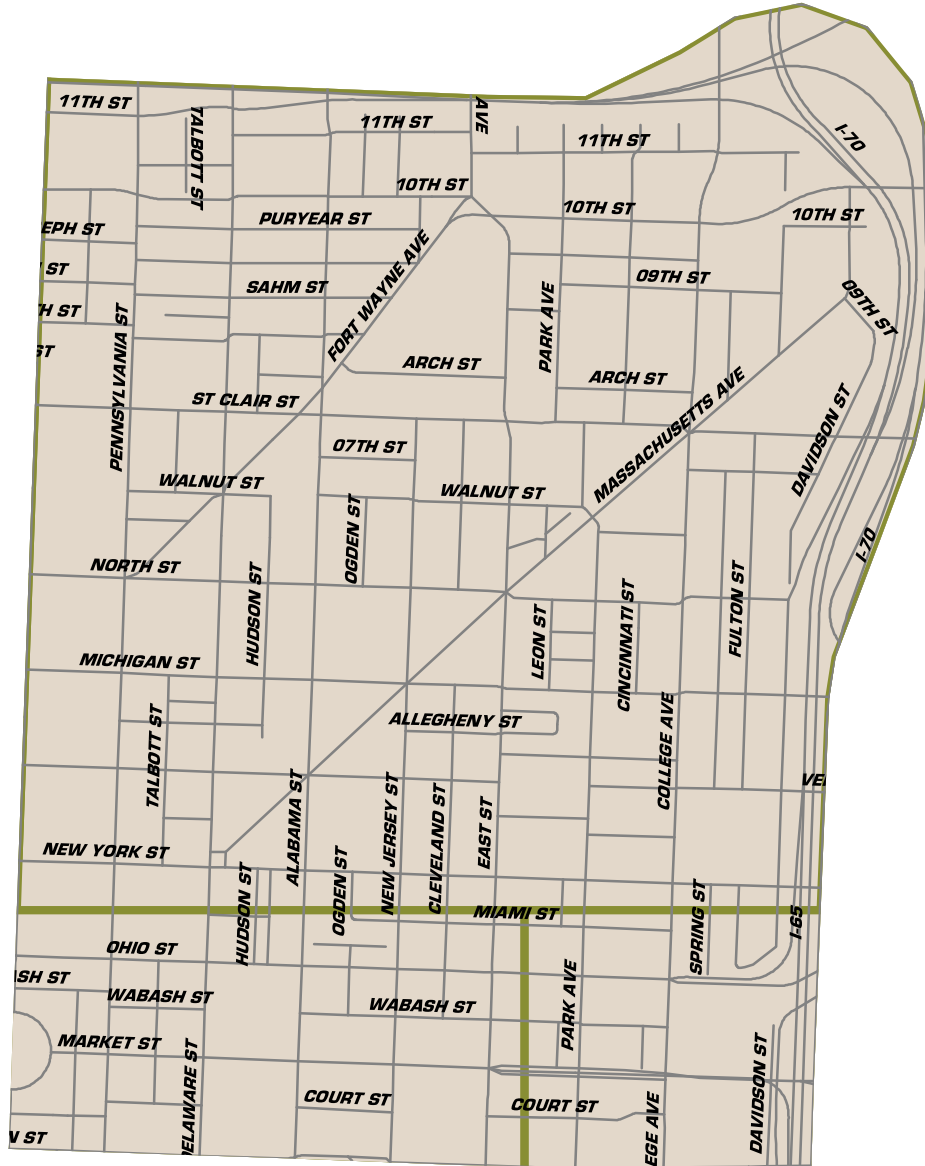 11TH ST
TALBOTT ST
11TH ST
AVE
11TH ST
I-70
10TH ST
10TH ST
10TH ST
PURYEAR ST
EPH ST
ST
SAHM ST
FORT WAYNE AVE
09TH ST
09TH ST
TH ST
PARK AVE
PENNSYLVANIA ST
ST
ARCH ST
ARCH ST
MASSACHUSETTS AVE
DAVIDSON ST
ST CLAIR ST
07TH ST
WALNUT ST
WALNUT ST
OGDEN ST
I-70
NORTH ST
HUDSON ST
LEON ST
CINCINNATI ST
FULTON ST
MICHIGAN ST
TALBOTT ST
ALLEGHENY ST
COLLEGE AVE
VE
ALABAMA ST
NEW JERSEY ST
CLEVELAND ST
EAST ST
NEW YORK ST
HUDSON ST
OGDEN ST
MIAMI ST
SPRING ST
I-65
OHIO ST
ASH ST
WABASH ST
WABASH ST
PARK AVE
MARKET ST
DELAWARE ST
COURT ST
COURT ST
EGE AVE
DAVIDSON ST
N ST